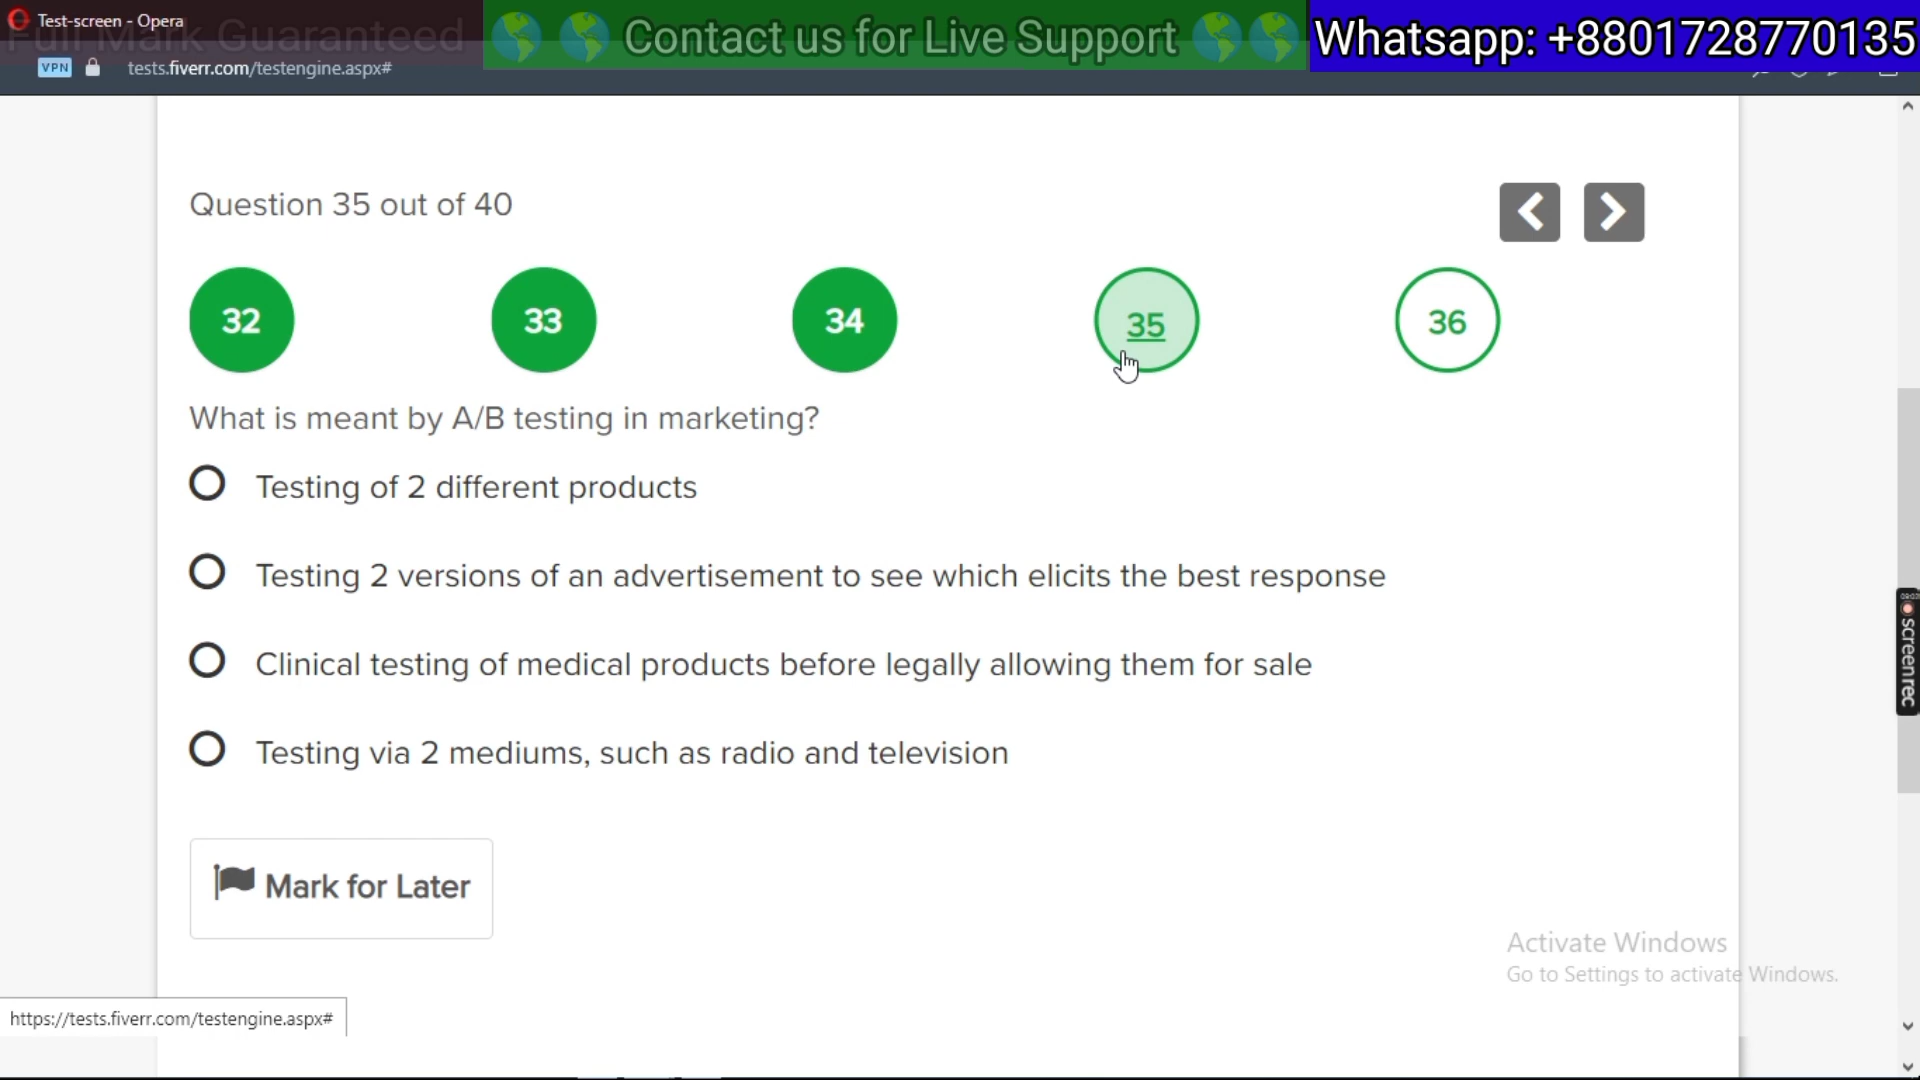 Test-screen - Opera
Full Mark Guaranteed
Contact us for Live Support
Whatsapp: +8801728770135
VPN
tests.fiverr.com/testengine.aspx#
Question 35 out of 40
32
33
34
35
36
What is meant by A/B testing in marketing?
Testing of 2 different products
Testing 2 versions of an advertisement to see which elicits the best response
Clinical testing of medical products before legally allowing them for sale
Testing via 2 mediums, such as radio and television
screenrec
Mark for Later
Activate Windows
Go to Settings to activate Windows.
https://tests.fiverr.com/testengine.aspx#